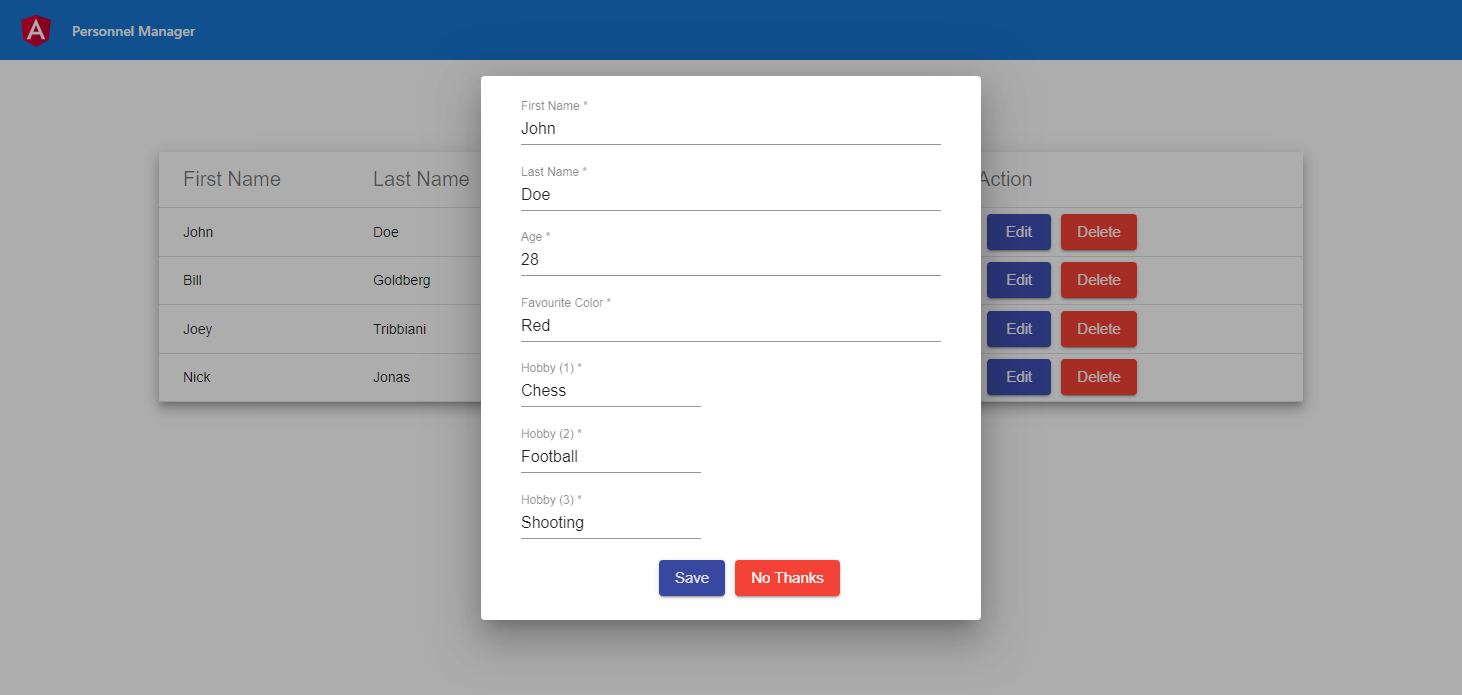 Personnel Manager
First Name *
John
Last Name *
Doe
Age *
28
Favourite Color *
Red
Hobby (1) *
Chess
Hobby (2) *
Football
Hobby (3) *
Shooting
Save No Thanks
First Name Last Name Action
John Doe Edit Delete
Bill Goldberg Edit Delete
Joey Tribbiani Edit Delete
Nick Jonas Edit Delete